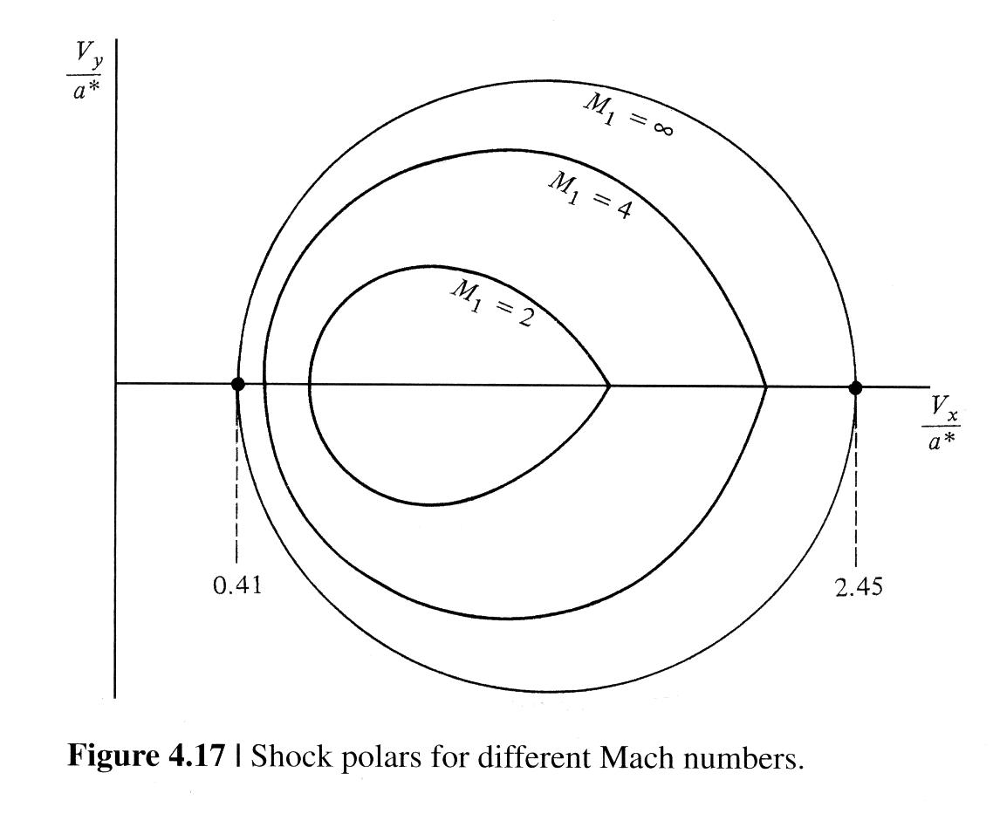 V_y
a*
M_1 = ∞
M_1 = 4
M_1 = 2
V_x
a*
0.41
2.45
Figure 4.17 | Shock polars for different Mach numbers.